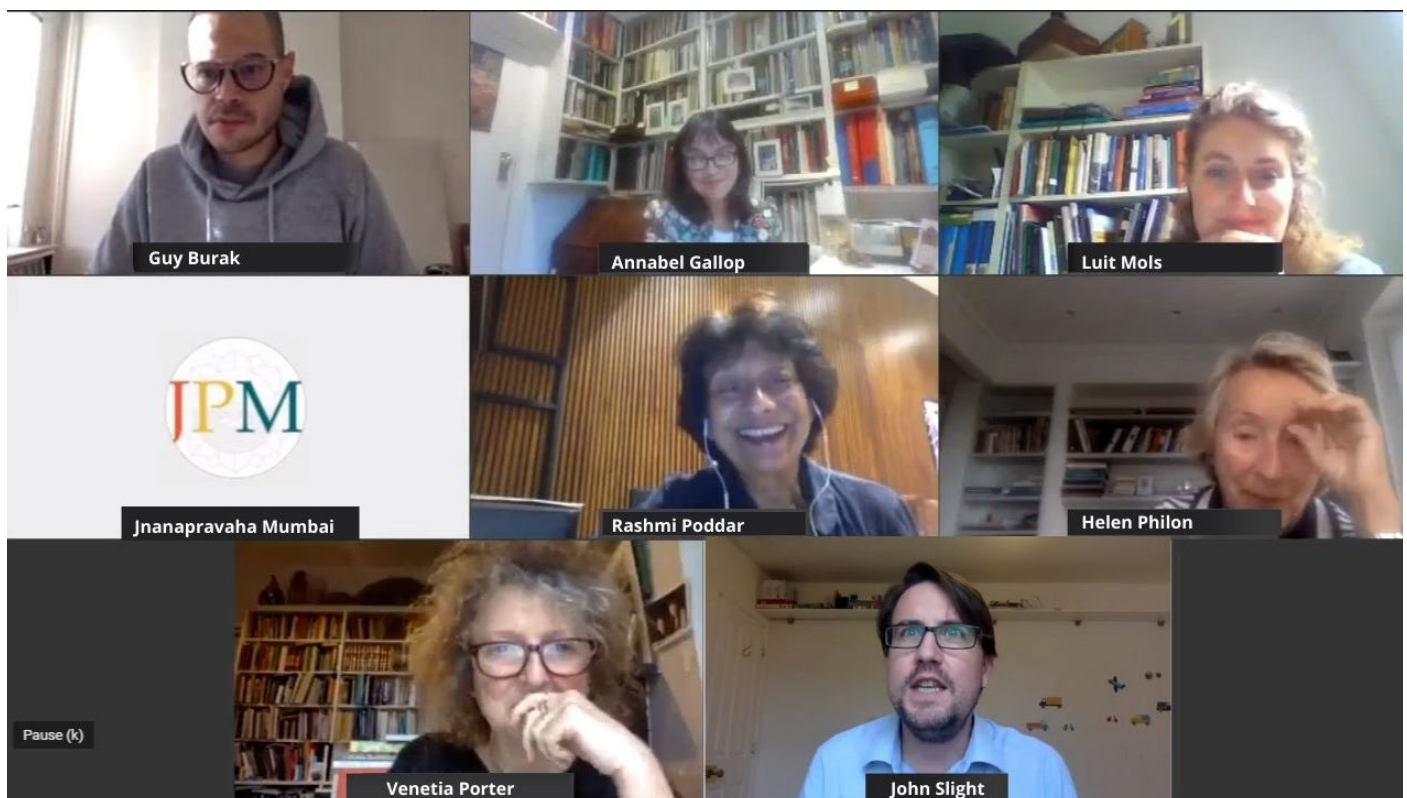 Guy Burak
Annabel Gallop
Luit Mols
JPM
Jnanapravaha Mumbai
Rashmi Poddar
Helen Philon
Pause (k)
Venetia Porter
John Slight